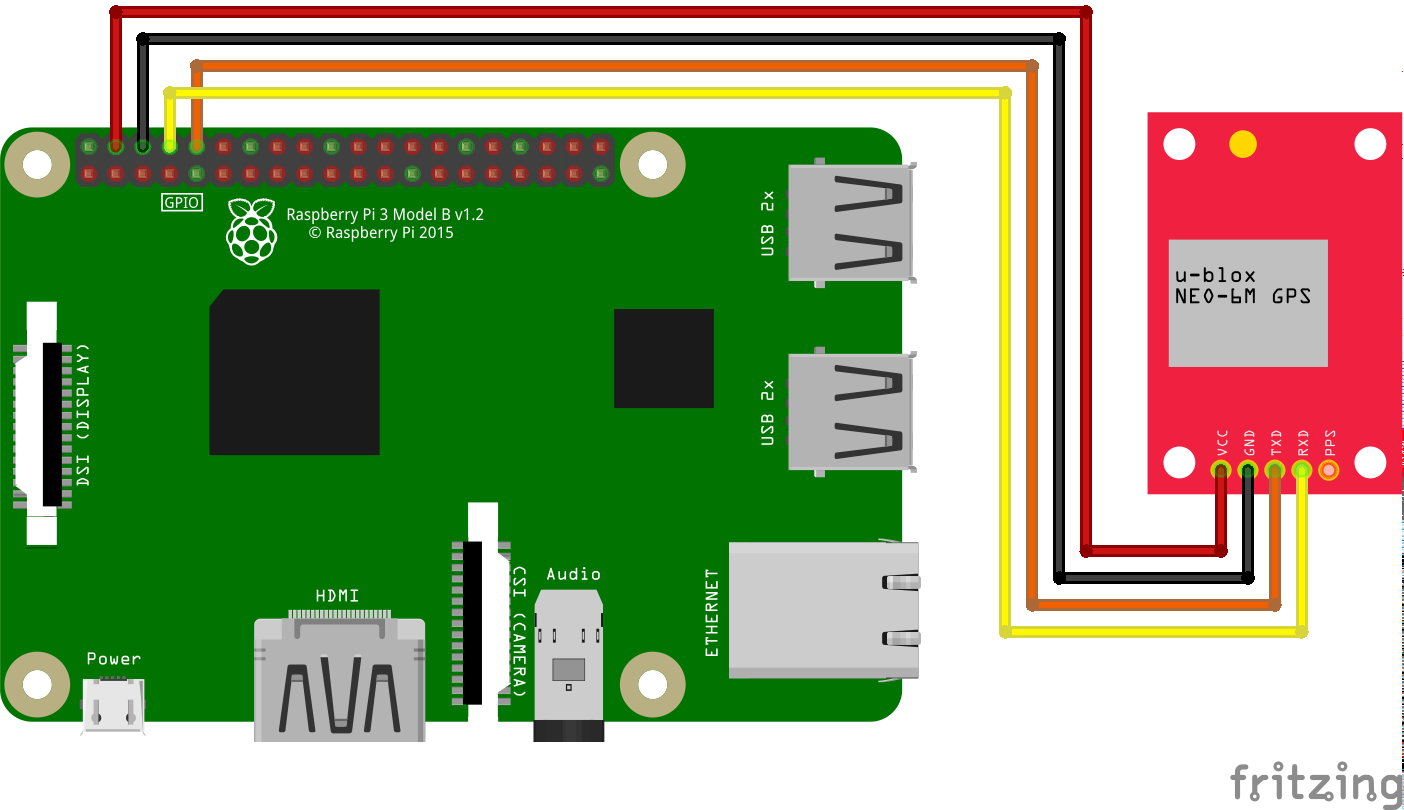 GPIO
Raspberry Pi 3 Model B v1.2
© Raspberry Pi 2015
USB 2x
USB 2x
DSI (DISPLAY)
ETHERNET
CSI (CAMERA)
Audio
HDMI
Power
u-blox
NEO-6M GPS
VCC
GND
TXD
RXD
PPS
fritzing